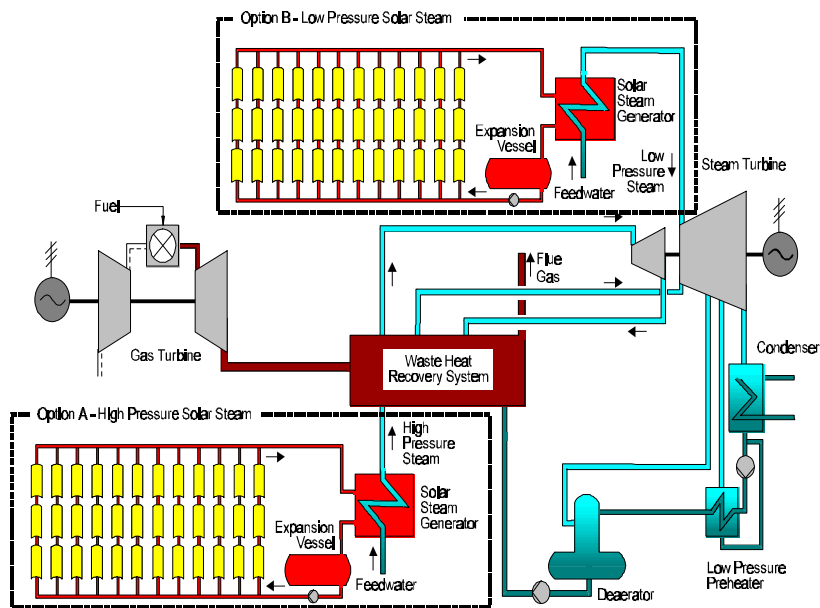 Option B - Low Pressure Solar Steam
Solar
Steam
Generator
Expansion
Vessel
Feedwater
Low
Pressure
Steam
Steam Turbine
Fuel
Flue
Gas
Gas Turbine
Waste Heat
Recovery System
Condenser
Option A - High Pressure Solar Steam
High
Pressure
Steam
Solar
Steam
Generator
Expansion
Vessel
Feedwater
Deaerator
Low Pressure
Preheater